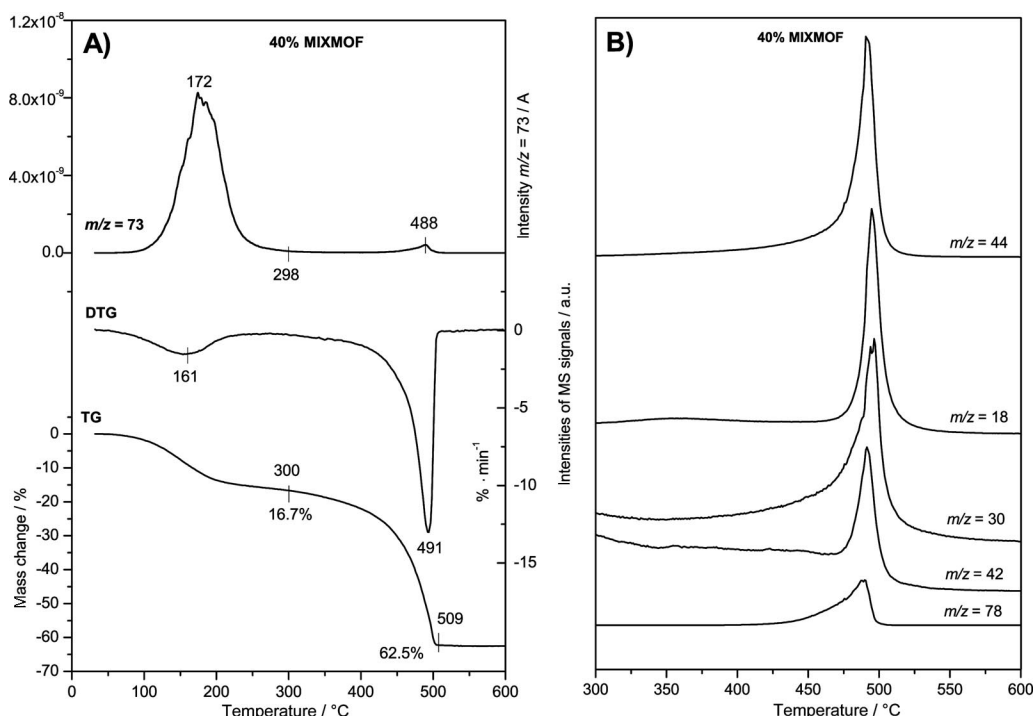 A)
40% MIXMOF
1.2x10⁻⁸
8.0x10⁻⁹
4.0x10⁻⁹
0.0
172
m/z = 73
298
488
Intensity m/z = 73 / A
DTG
161
491
0
-5
-10
-15
% · min⁻¹
TG
300
16.7%
509
62.5%
0
-10
-20
-30
-40
-50
-60
-70
Mass change / %
0 100 200 300 400 500 600
Temperature / °C
B)
40% MIXMOF
Intensities of MS signals / a.u.
m/z = 44
m/z = 18
m/z = 30
m/z = 42
m/z = 78
300 350 400 450 500 550 600
Temperature / °C